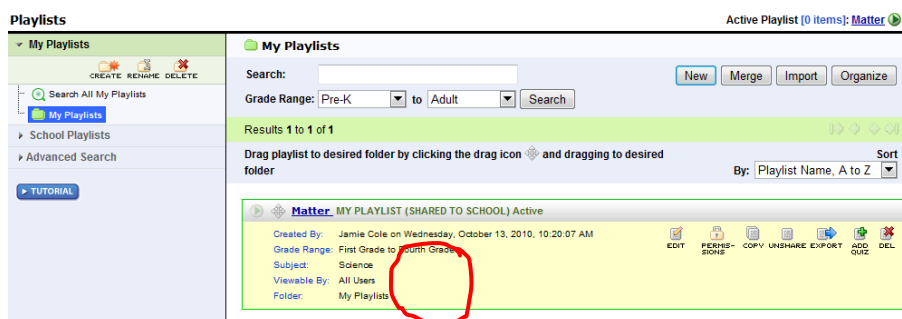 Playlists
Active Playlist [0 items]: Matter
My Playlists
CREATE RENAME DELETE
Search All My Playlists
My Playlists
School Playlists
Advanced Search
TUTORIAL
My Playlists
Search:
New Merge Import Organize
Grade Range: Pre-K to Adult Search
Results 1 to 1 of 1
Drag playlist to desired folder by clicking the drag icon and dragging to desired
folder
Sort
By: Playlist Name, A to Z
Matter MY PLAYLIST (SHARED TO SCHOOL) Active
Created By: Jamie Cole on Wednesday, October 13, 2010, 10:20:07 AM
Grade Range: First Grade to Fourth Grade
Subject: Science
Viewable By: All Users
Folder: My Playlists
EDIT PERMIS- COPY UNSHARE EXPORT ADD DEL
SIONS QUIZ